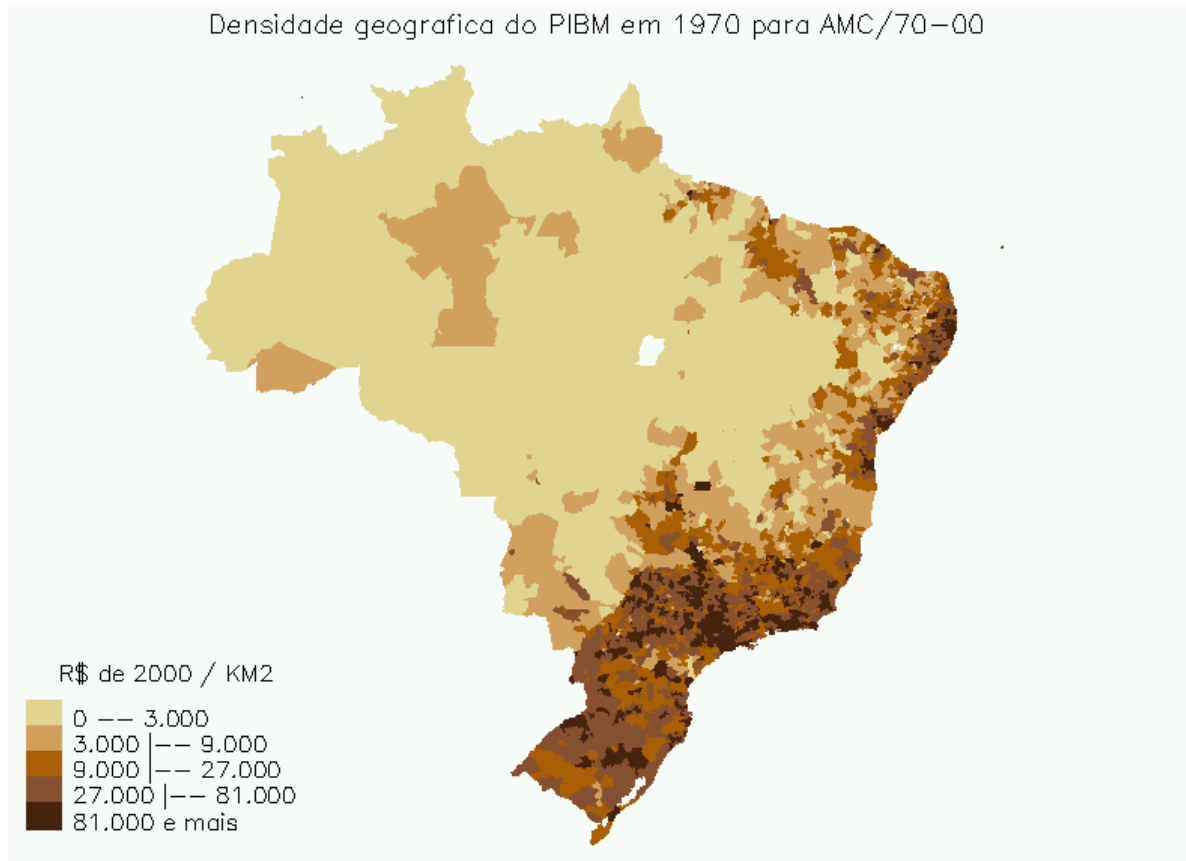 Densidade geografica do PIBM em 1970 para AMC/70-00
R$ de 2000 / KM2
0 -- 3.000
3.000 |-- 9.000
9.000 |-- 27.000
27.000 |-- 81.000
81.000 e mais